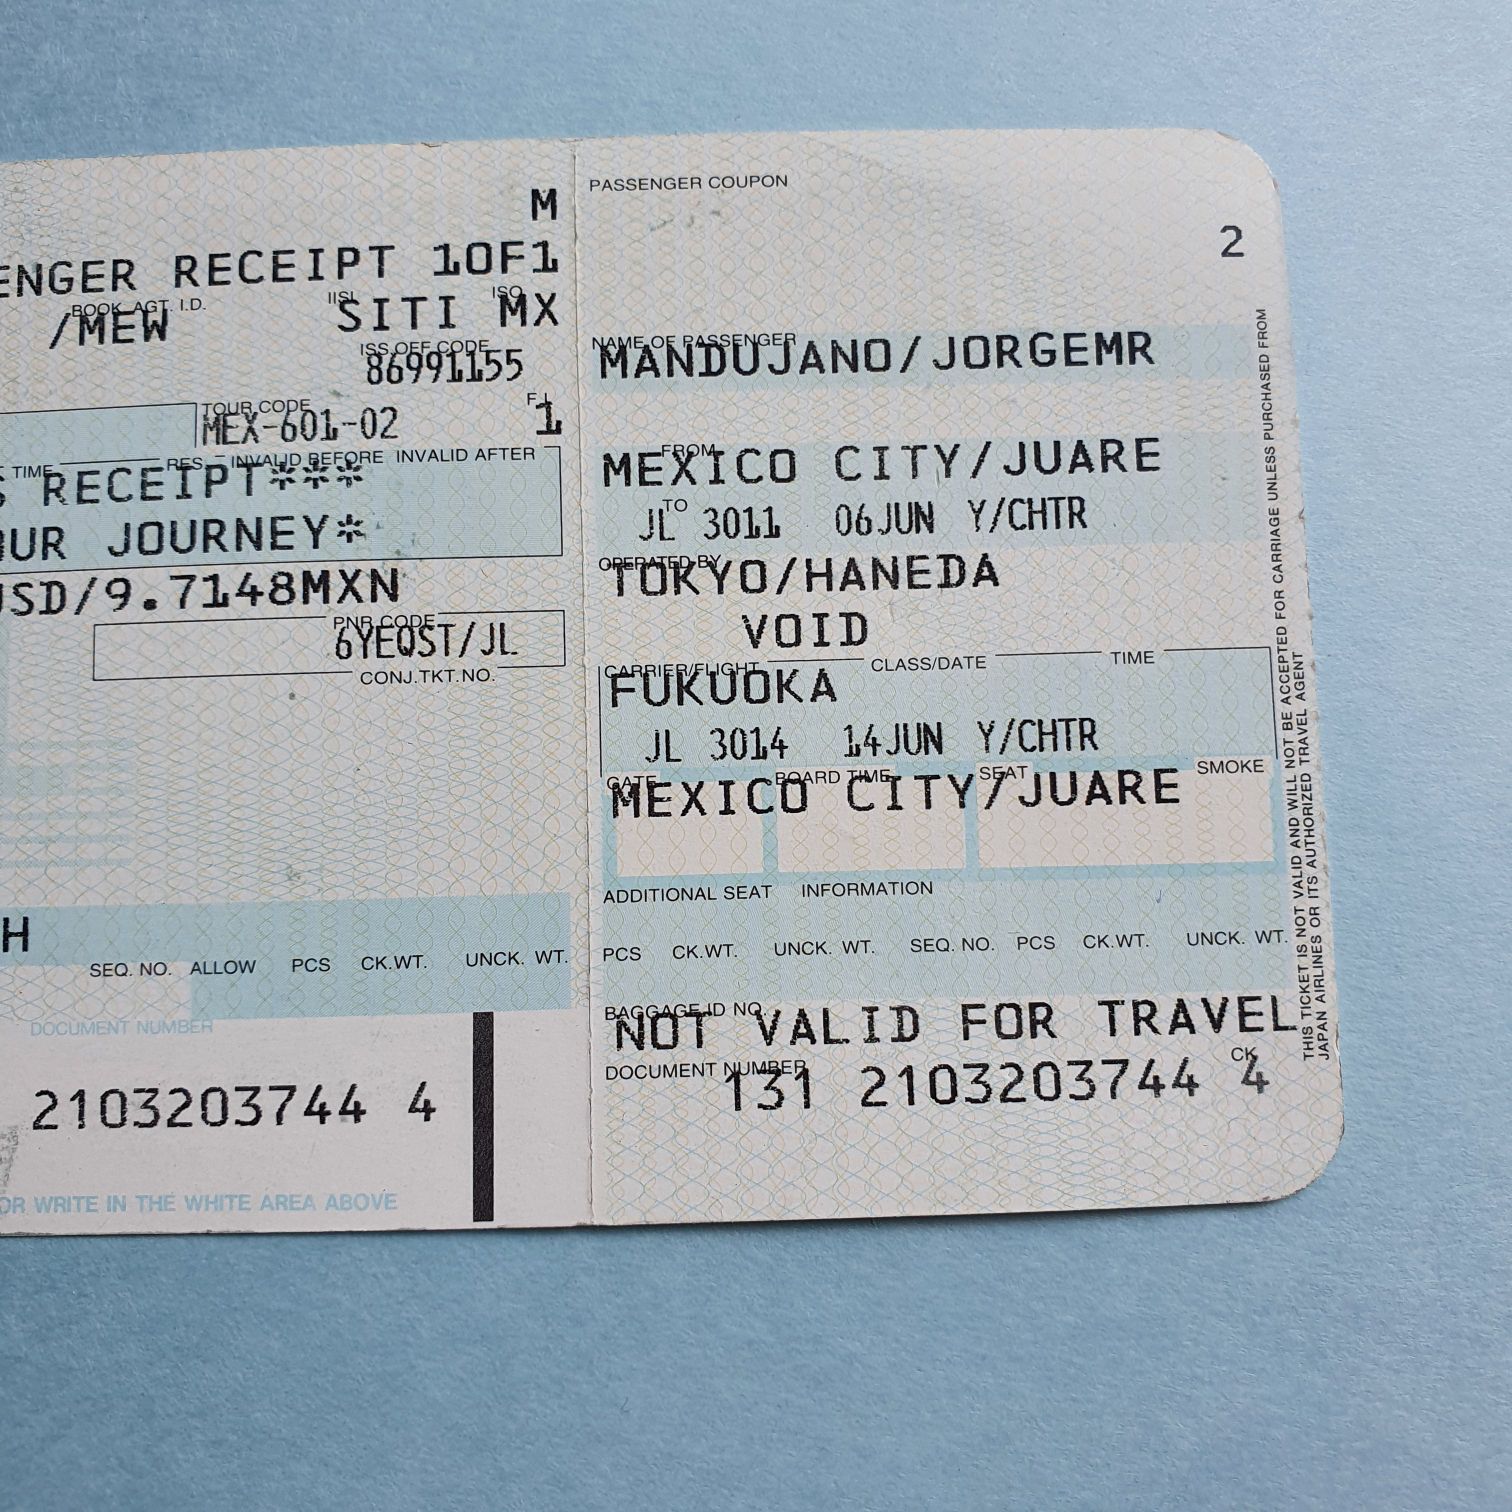 M
ENGER RECEIPT 1OF1
BOOK AGT. I.D. IISI ISO
/MEW SITI MX
ISS OFF CODE
86991155
TOUR CODE F
MEX-601-02 1
TIME RES. INVALID BEFORE INVALID AFTER
S RECEIPT***
OUR JOURNEY*
USD/9.7148MXN
PNR CODE
6YEQST/JL
CONJ.TKT.NO.
H
SEQ. NO. ALLOW PCS CK.WT. UNCK. WT.
DOCUMENT NUMBER
2103203744 4
OR WRITE IN THE WHITE AREA ABOVE
PASSENGER COUPON
2
NAME OF PASSENGER
MANDUJANO/JORGEMR
FROM
MEXICO CITY/JUARE
TO
JL 3011 06JUN Y/CHTR
OPERATED BY
TOKYO/HANEDA
VOID
CARRIER/FLIGHT CLASS/DATE TIME
FUKUOKA
JL 3014 14JUN Y/CHTR
GATE BOARD TIME SEAT SMOKE
MEXICO CITY/JUARE
ADDITIONAL SEAT INFORMATION
PCS CK.WT. UNCK. WT. SEQ. NO. PCS CK.WT. UNCK. WT.
BAGGAGE ID NO.
NOT VALID FOR TRAVEL
DOCUMENT NUMBER CK
131 2103203744 4
THIS TICKET IS NOT VALID AND WILL NOT BE ACCEPTED FOR CARRIAGE UNLESS PURCHASED FROM
JAPAN AIRLINES OR ITS AUTHORIZED TRAVEL AGENT